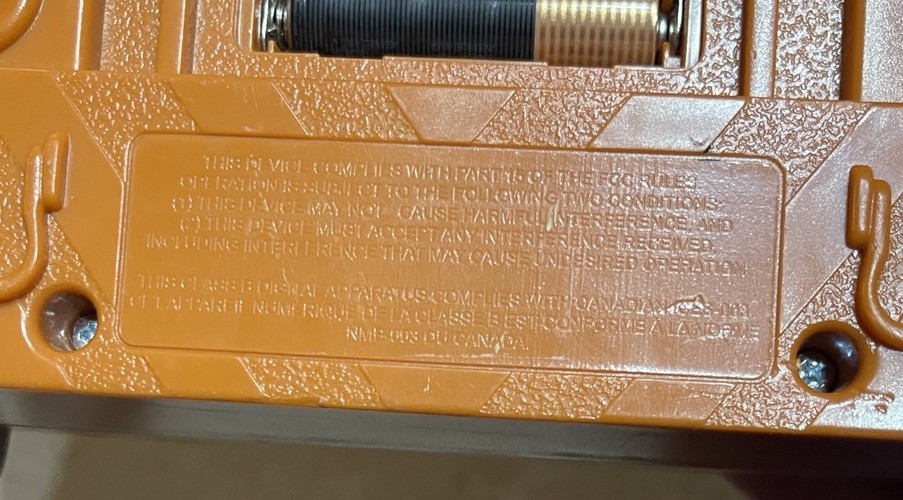 THIS DEVICE COMPLIES WITH PART 15 OF THE FCC RULES
OPERATION IS SUBJECT TO THE FOLLOWING TWO CONDITIONS:
(1) THIS DEVICE MAY NOT CAUSE HARMFUL INTERFERENCE, AND
(2) THIS DEVICE MUST ACCEPT ANY INTERFERENCE RECEIVED,
INCLUDING INTERFERENCE THAT MAY CAUSE UNDESIRED OPERATION
THIS CLASS B DIGITAL APPARATUS COMPLIES WITH CANADIAN ICES-003
CET APPAREIL NUMERIQUE DE LA CLASSE B EST CONFORME A LA NORME
NMB-003 DU CANADA